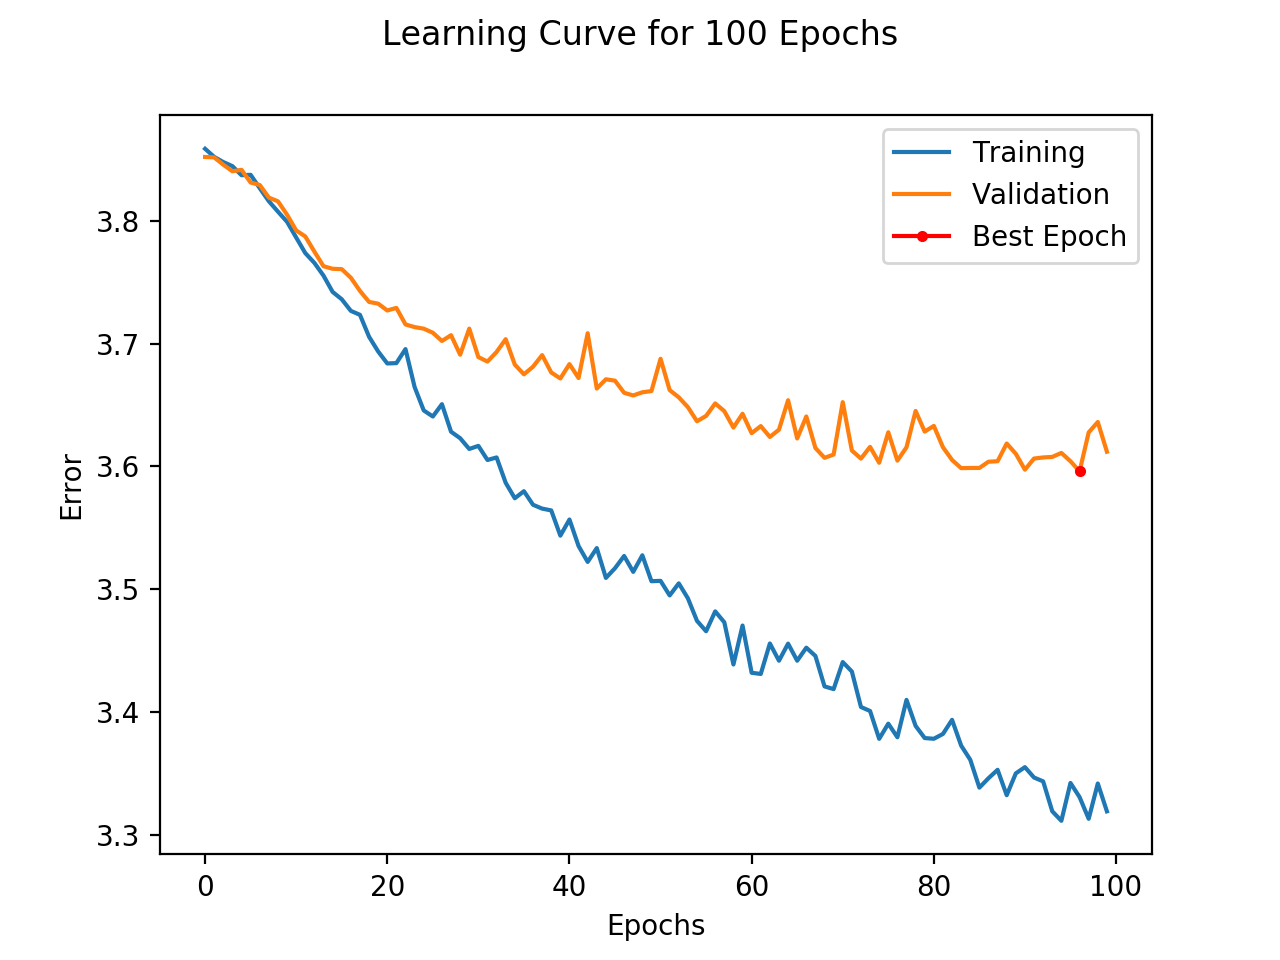 Learning Curve for 100 Epochs
Training
Validation
Best Epoch
3.8
3.7
3.6
3.5
3.4
3.3
Error
0 20 40 60 80 100
Epochs